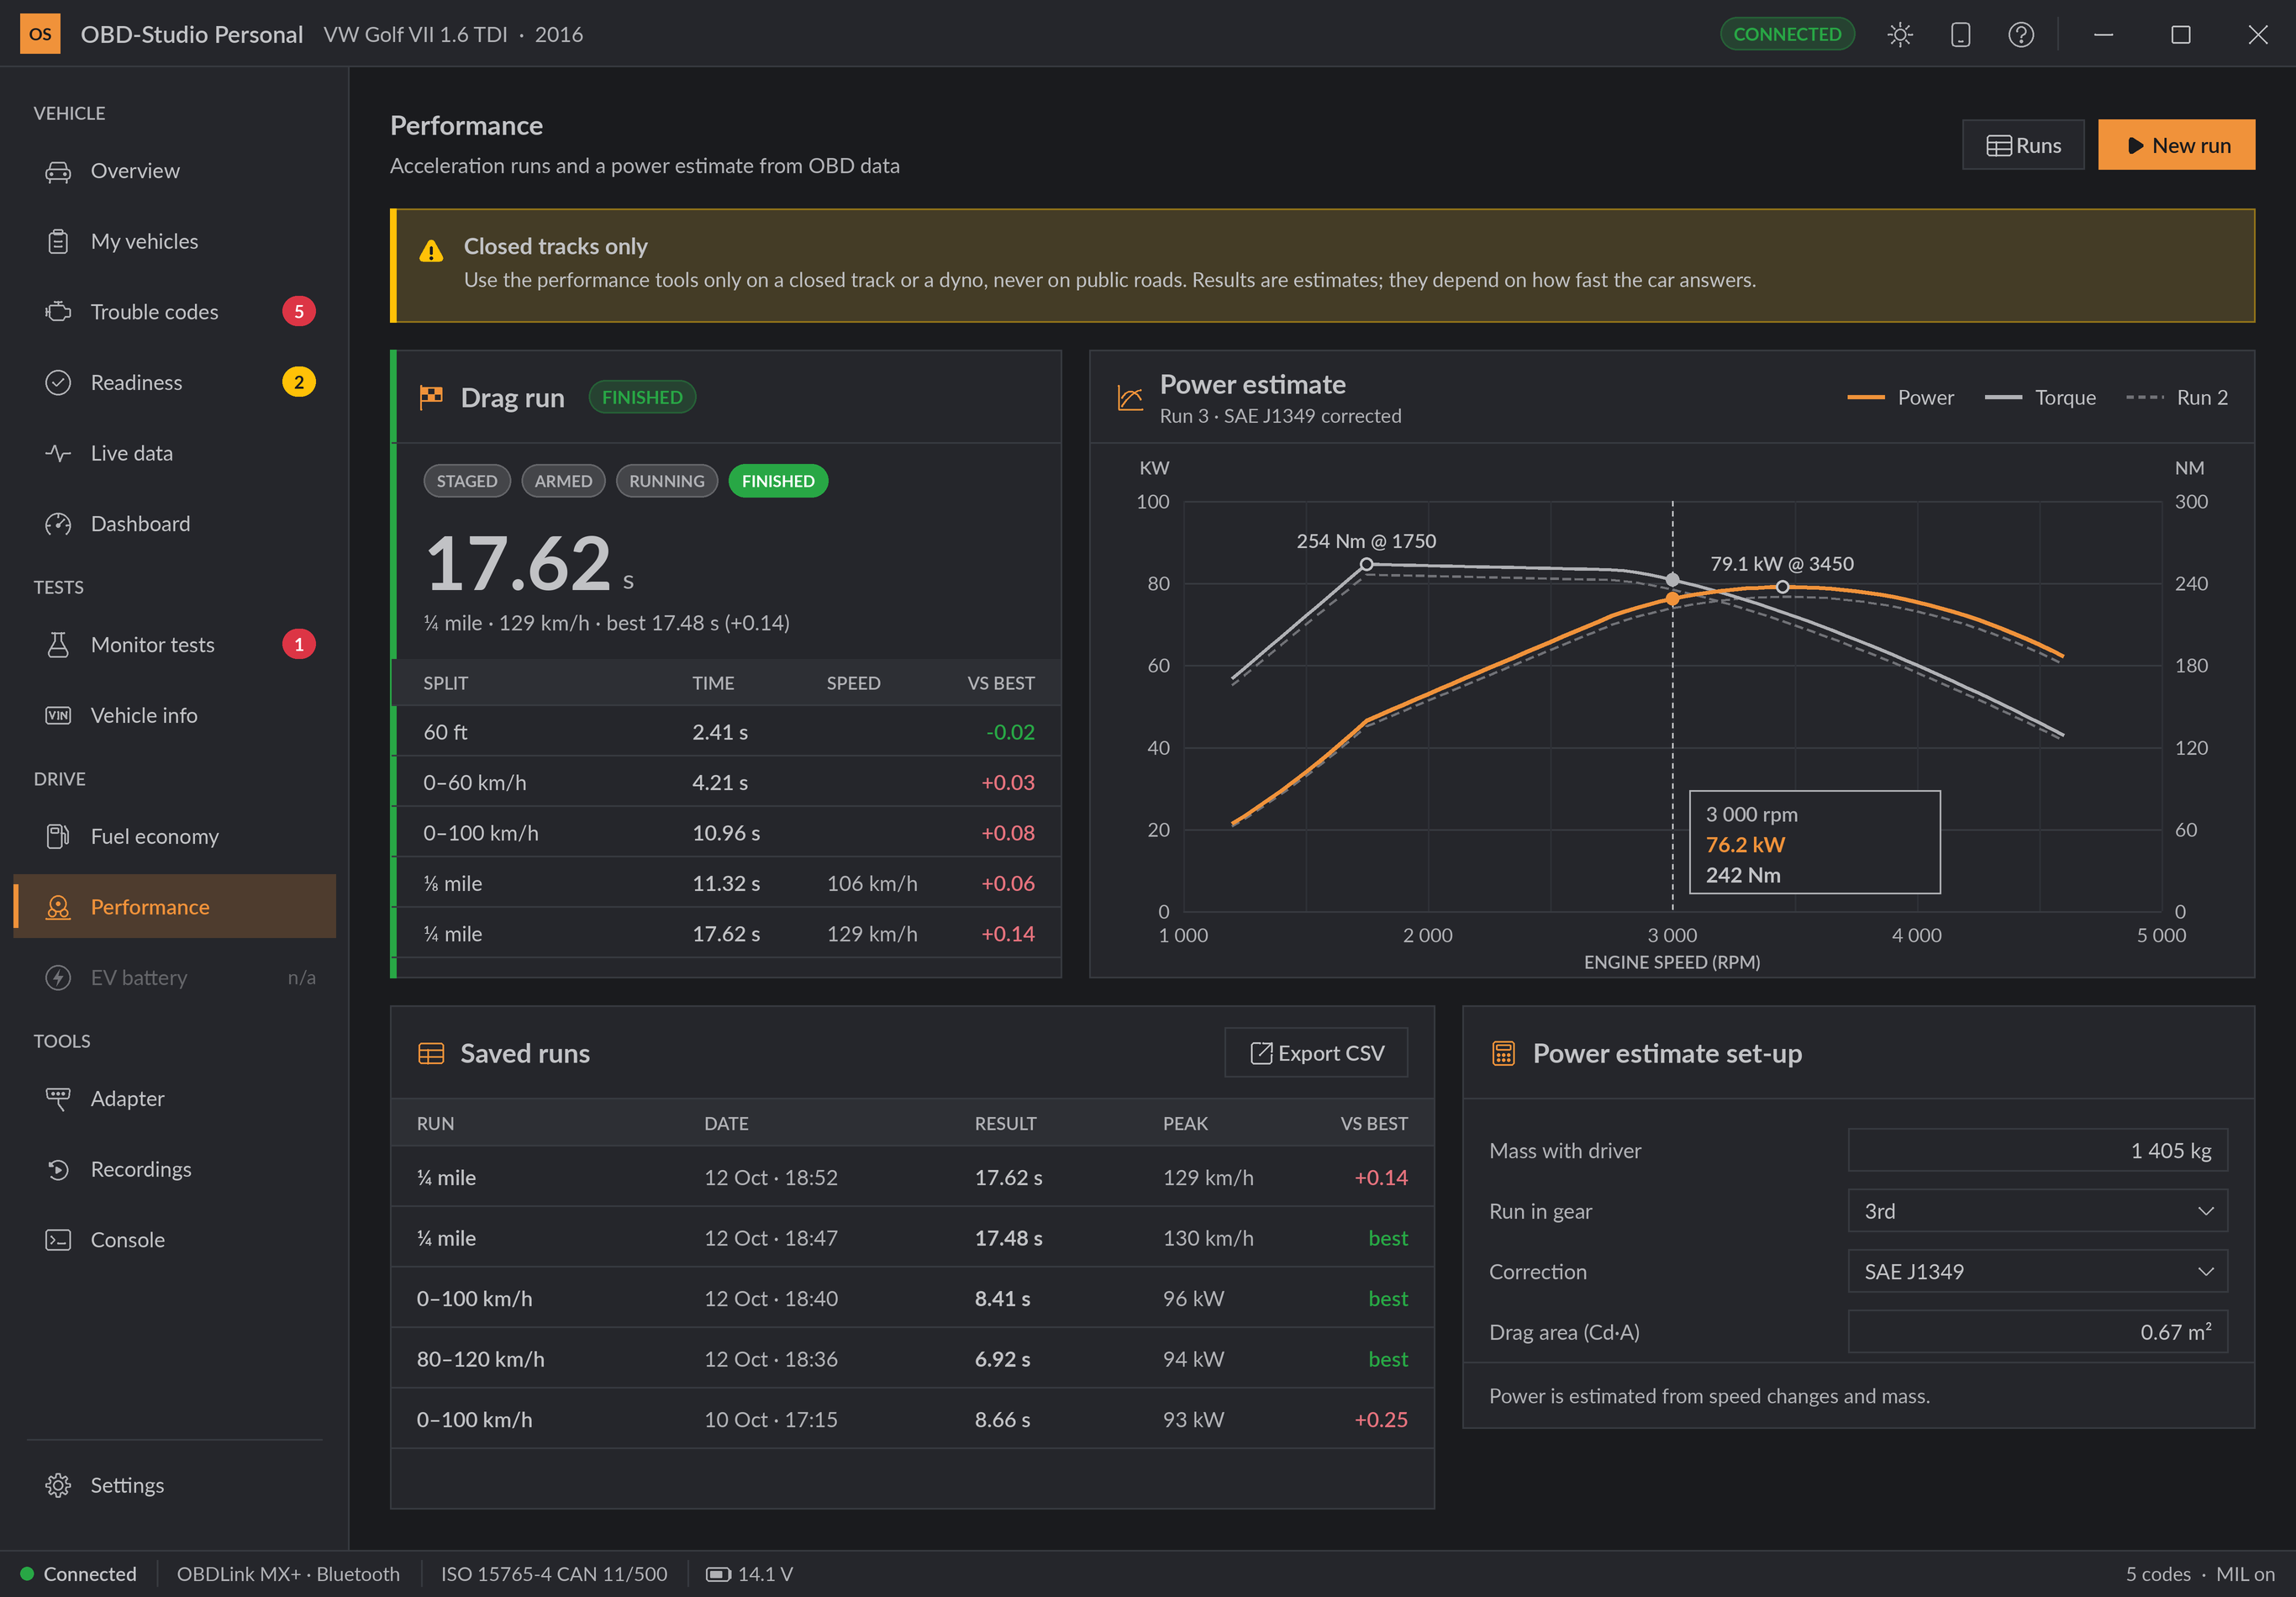 OS OBD-Studio Personal VW Golf VII 1.6 TDI · 2016 CONNECTED
VEHICLE
Overview
My vehicles
Trouble codes 5
Readiness 2
Live data
Dashboard
TESTS
Monitor tests 1
VIN Vehicle info
DRIVE
Fuel economy
Performance
EV battery n/a
TOOLS
Adapter
Recordings
Console
Settings
Performance
Acceleration runs and a power estimate from OBD data
Runs New run
Closed tracks only
Use the performance tools only on a closed track or a dyno, never on public roads. Results are estimates; they depend on how fast the car answers.
Drag run FINISHED
STAGED ARMED RUNNING FINISHED
17.62 s
¼ mile · 129 km/h · best 17.48 s (+0.14)
SPLIT TIME SPEED VS BEST
60 ft 2.41 s -0.02
0–60 km/h 4.21 s +0.03
0–100 km/h 10.96 s +0.08
⅛ mile 11.32 s 106 km/h +0.06
¼ mile 17.62 s 129 km/h +0.14
Power estimate
Run 3 · SAE J1349 corrected
Power Torque Run 2
KW NM
100 300
254 Nm @ 1750
79.1 kW @ 3450
80 240
60 180
40 120
3 000 rpm
20 60
76.2 kW
242 Nm
0 0
1 000 2 000 3 000 4 000 5 000
ENGINE SPEED (RPM)
Saved runs Export CSV
RUN DATE RESULT PEAK VS BEST
¼ mile 12 Oct · 18:52 17.62 s 129 km/h +0.14
¼ mile 12 Oct · 18:47 17.48 s 130 km/h best
0–100 km/h 12 Oct · 18:40 8.41 s 96 kW best
80–120 km/h 12 Oct · 18:36 6.92 s 94 kW best
0–100 km/h 10 Oct · 17:15 8.66 s 93 kW +0.25
Power estimate set-up
Mass with driver 1 405 kg
Run in gear 3rd
Correction SAE J1349
Drag area (Cd·A) 0.67 m²
Power is estimated from speed changes and mass.
Connected OBDLink MX+ · Bluetooth ISO 15765-4 CAN 11/500 14.1 V 5 codes · MIL on